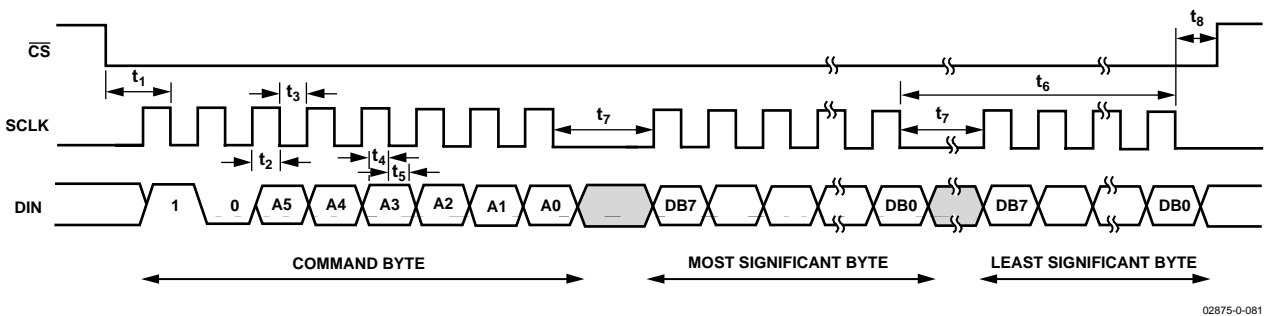 t8
CS
t1
t3
t6
SCLK
t7
t7
t2
t4
t5
DIN
1
0
A5
A4
A3
A2
A1
A0
DB7
DB0
DB7
DB0
COMMAND BYTE
MOST SIGNIFICANT BYTE
LEAST SIGNIFICANT BYTE
02875-0-081